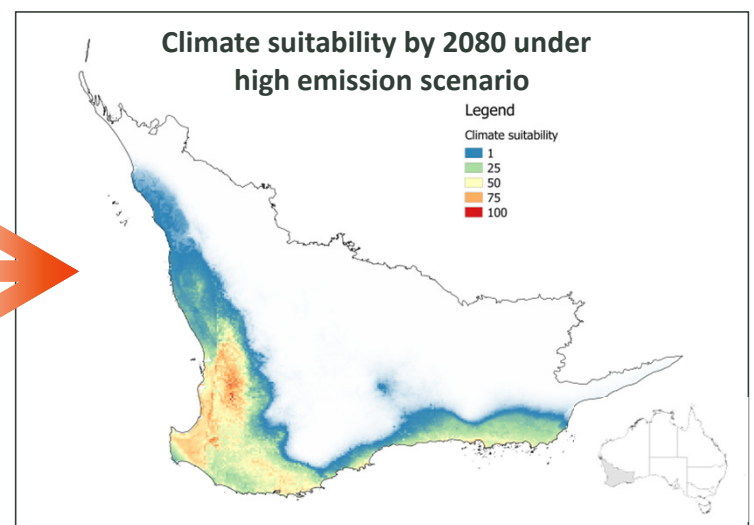 Climate suitability by 2080 under
high emission scenario
Legend
Climate suitability
1
25
50
75
100